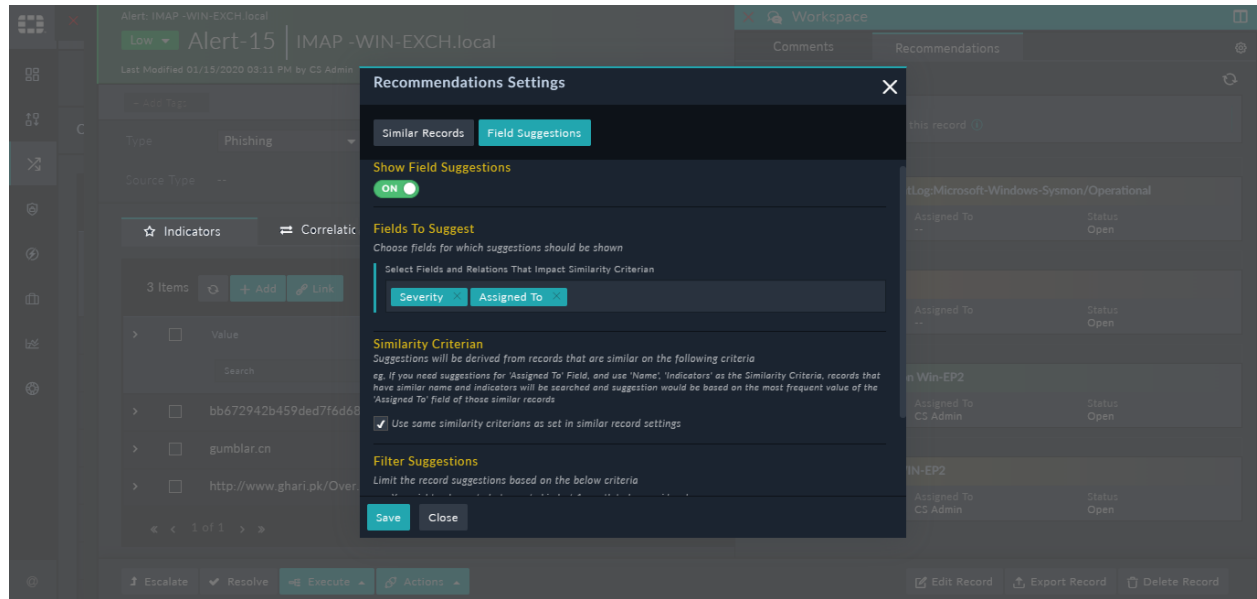 Alert: IMAP -WIN-EXCH.local
Low Alert-15 IMAP -WIN-EXCH.local
Last Modified 01/15/2020 03:11 PM by CS Admin
+ Add Tags
Type Phishing
Source Type --
Indicators Correlatic
3 Items + Add Link
Value
Search
bb672942b459ded7f6d68
gumblar.cn
http://www.ghari.pk/Over.
1 of 1
Escalate Resolve Execute Actions
Workspace
Comments Recommendations
this record
tLog:Microsoft-Windows-Sysmon/Operational
Assigned To Status
-- Open
Assigned To Status
-- Open
n Win-EP2
Assigned To Status
CS Admin Open
IN-EP2
Assigned To Status
CS Admin Open
Edit Record Export Record Delete Record
Recommendations Settings
Similar Records Field Suggestions
Show Field Suggestions
ON
Fields To Suggest
Choose fields for which suggestions should be shown
Select Fields and Relations That Impact Similarity Criterian
Severity Assigned To
Similarity Criterian
Suggestions will be derived from records that are similar on the following criteria
eg, If you need suggestions for 'Assigned To' Field, and use 'Name', 'Indicators' as the Similarity Criteria, records that
have similar name and indicators will be searched and suggestion would be based on the most frequent value of the
'Assigned To' field of those similar records
Use same similarity criterians as set in similar record settings
Filter Suggestions
Limit the record suggestions based on the below criteria
Save Close